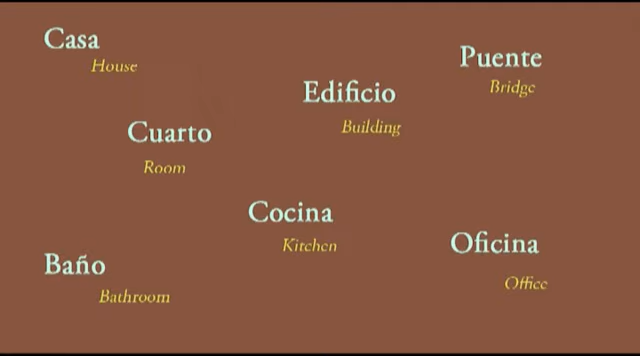 Casa
House
Puente
Bridge
Edificio
Building
Cuarto
Room
Cocina
Kitchen
Oficina
Office
Baño
Bathroom